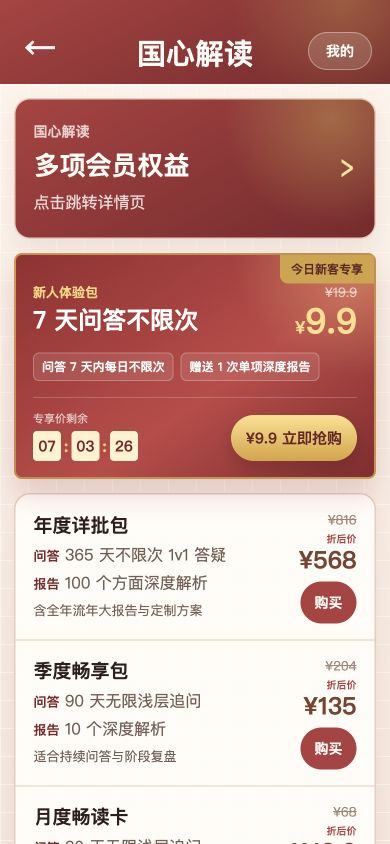 国心解读
我的
国心解读
多项会员权益
点击跳转详情页
今日新客专享
新人体验包
¥19.9
7 天问答不限次
¥9.9
问答 7 天内每日不限次
赠送 1 次单项深度报告
专享价剩余
07 : 03 : 26
¥9.9 立即抢购
年度详批包
¥816
折后价
问答 365 天不限次 1v1 答疑
¥568
报告 100 个方面深度解析
购买
含全年流年大报告与定制方案
季度畅享包
¥204
折后价
问答 90 天无限浅层追问
¥135
报告 10 个深度解析
购买
适合持续问答与阶段复盘
月度畅读卡
¥68
折后价